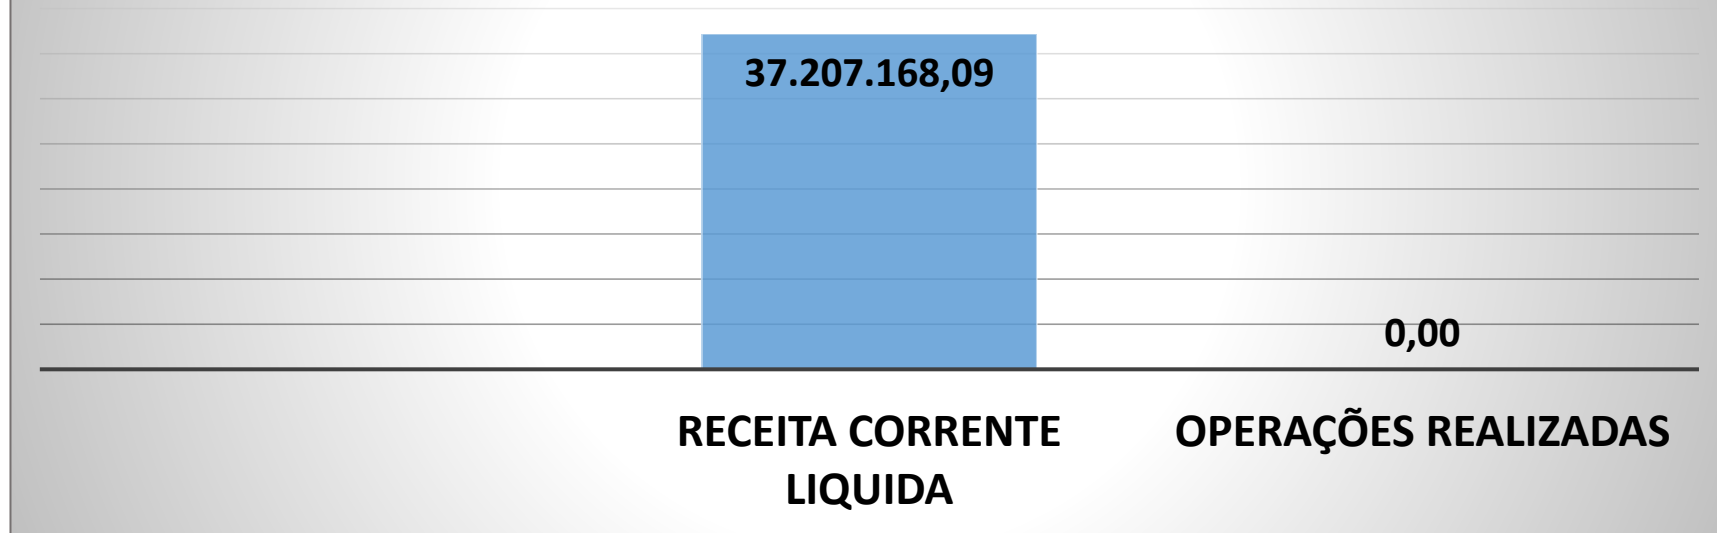 37.207.168,09
0,00
RECEITA CORRENTE
LIQUIDA
OPERAÇÕES REALIZADAS